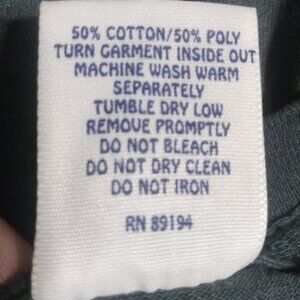 50% COTTON/50% POLY
TURN GARMENT INSIDE OUT
MACHINE WASH WARM
SEPARATELY
TUMBLE DRY LOW
REMOVE PROMPTLY
DO NOT BLEACH
DO NOT DRY CLEAN
DO NOT IRON
RN 89194